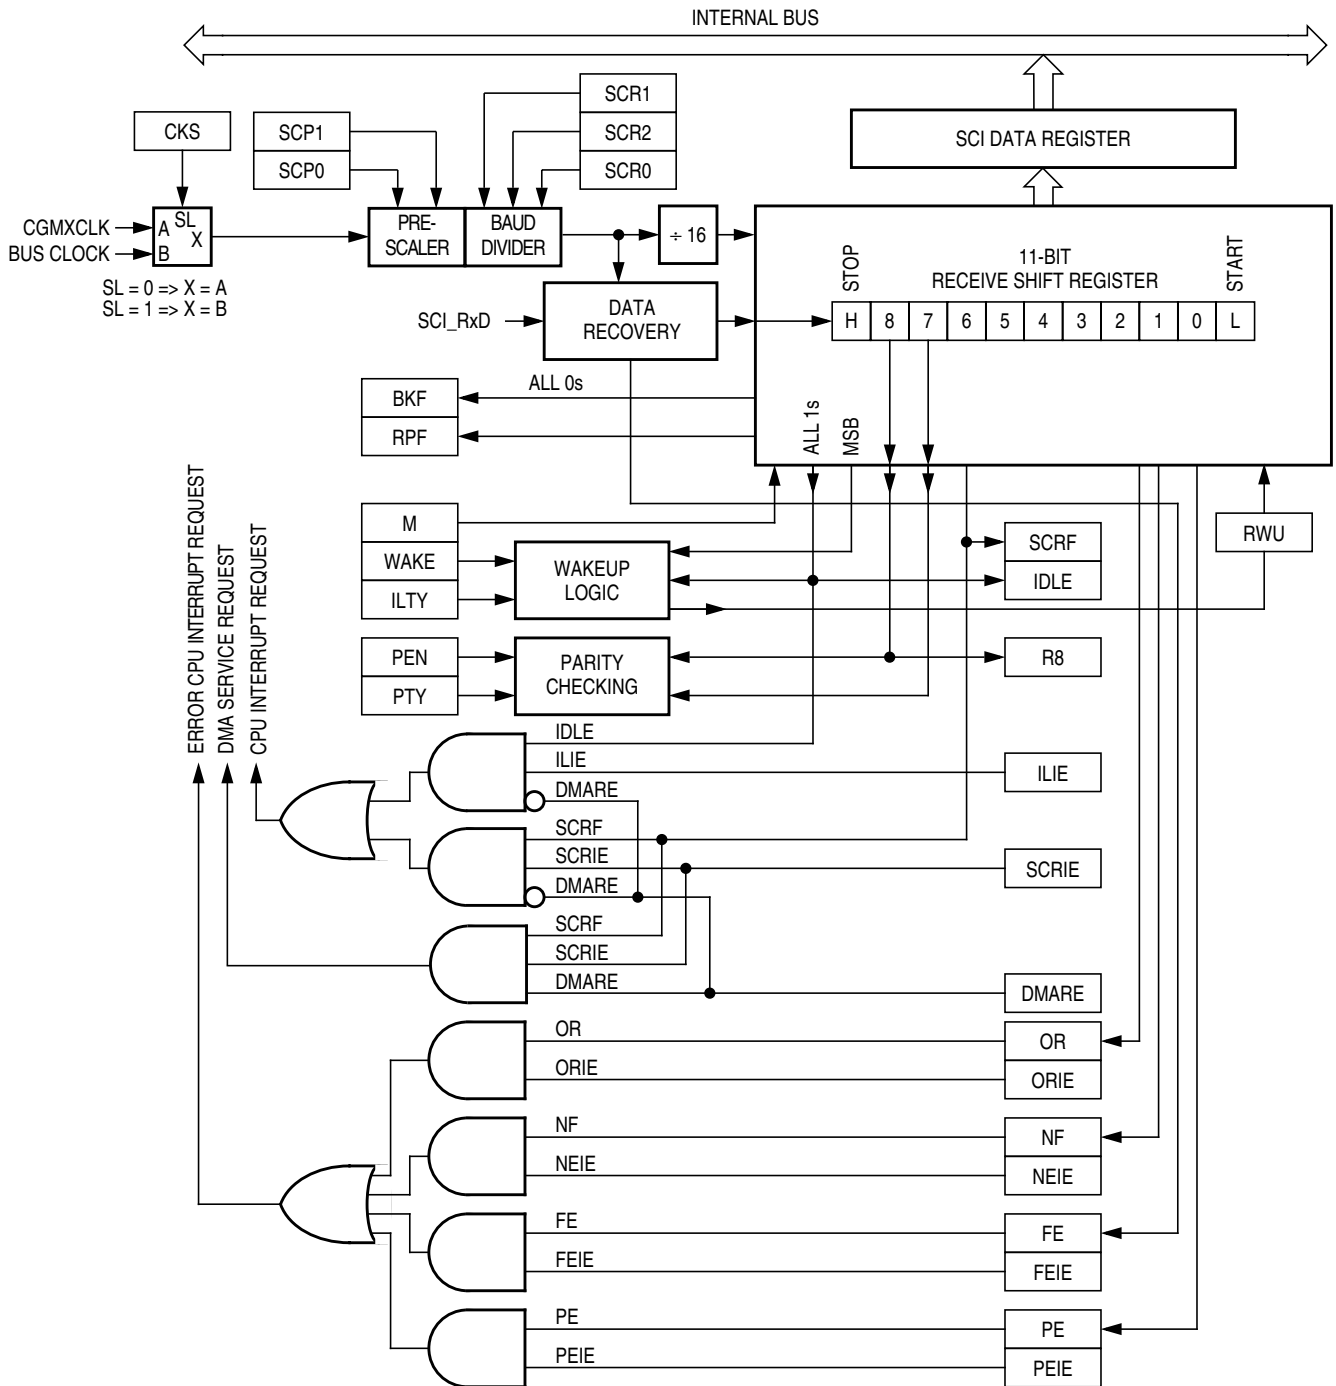 INTERNAL BUS
SCR1
SCR2
SCR0
SCP1
SCP0
CKS
SCI DATA REGISTER
CGMXCLK
BUS CLOCK
A
SL
X
B
SL = 0 => X = A
SL = 1 => X = B
PRE-
SCALER
BAUD
DIVIDER
÷ 16
SCI_RxD
DATA
RECOVERY
11-BIT
RECEIVE SHIFT REGISTER
STOP
START
H 8 7 6 5 4 3 2 1 0 L
ALL 0s
BKF
RPF
ALL 1s
MSB
M
WAKE
ILTY
WAKEUP
LOGIC
SCRF
IDLE
RWU
PEN
PTY
PARITY
CHECKING
R8
ERROR CPU INTERRUPT REQUEST
DMA SERVICE REQUEST
CPU INTERRUPT REQUEST
IDLE
ILIE
ILIE
DMARE
SCRF
SCRIE
SCRIE
DMARE
SCRF
SCRIE
DMARE
DMARE
OR
OR
ORIE
ORIE
NF
NF
NEIE
NEIE
FE
FE
FEIE
FEIE
PE
PE
PEIE
PEIE